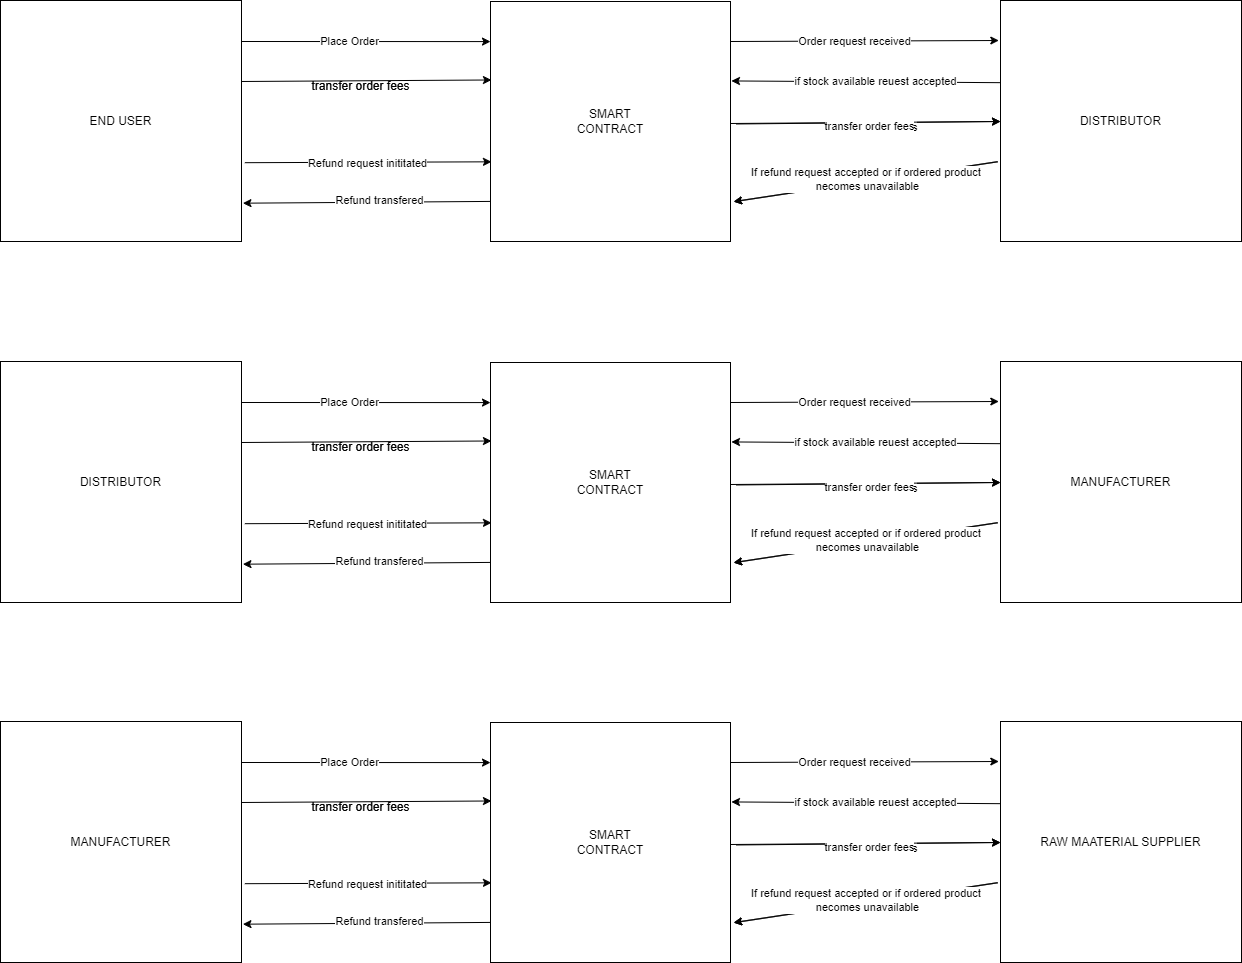 Place Order
Order request received
transfer order fees
if stock available reuest accepted
END USER
SMART
CONTRACT
DISTRIBUTOR
transfer order fees
Refund request inititated
If refund request accepted or if ordered product
necomes unavailable
Refund transfered
Place Order
Order request received
transfer order fees
if stock available reuest accepted
DISTRIBUTOR
SMART
CONTRACT
MANUFACTURER
transfer order fees
Refund request inititated
If refund request accepted or if ordered product
necomes unavailable
Refund transfered
Place Order
Order request received
transfer order fees
if stock available reuest accepted
MANUFACTURER
SMART
CONTRACT
RAW MAATERIAL SUPPLIER
transfer order fees
Refund request inititated
If refund request accepted or if ordered product
necomes unavailable
Refund transfered